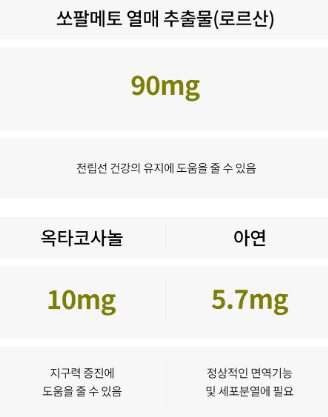 쏘팔메토 열매 추출물(로르산)
90mg
전립선 건강의 유지에 도움을 줄 수 있음
옥타코사놀
아연
10mg
5.7mg
지구력 증진에
도움을 줄 수 있음
정상적인 면역기능
및 세포분열에 필요